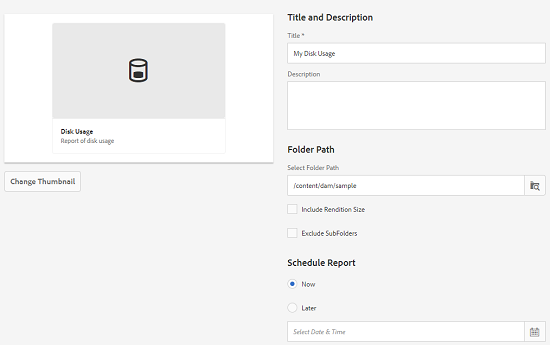 Disk Usage
Report of disk usage
Change Thumbnail
Title and Description
Title *
My Disk Usage
Description
Folder Path
Select Folder Path
/content/dam/sample
Include Rendition Size
Exclude SubFolders
Schedule Report
Now
Later
Select Date & Time